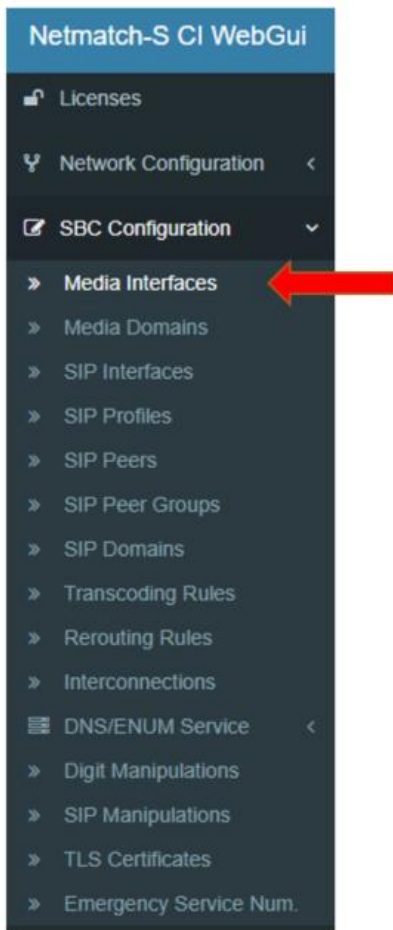 Netmatch-S CI WebGui
Licenses
Network Configuration
SBC Configuration
Media Interfaces
Media Domains
SIP Interfaces
SIP Profiles
SIP Peers
SIP Peer Groups
SIP Domains
Transcoding Rules
Rerouting Rules
Interconnections
DNS/ENUM Service
Digit Manipulations
SIP Manipulations
TLS Certificates
Emergency Service Num.